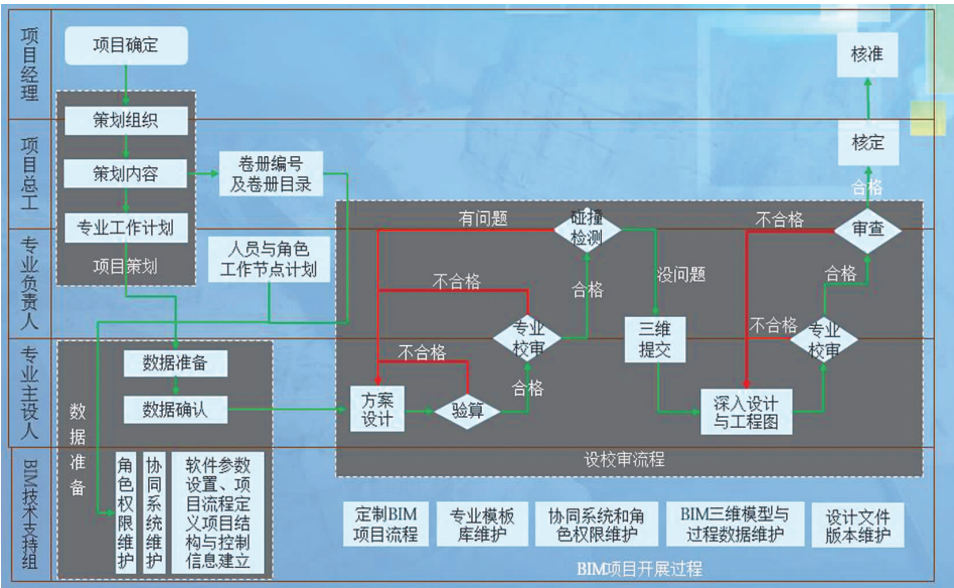 项目经理
项目确定
核准
策划组织
项目总工
核定
策划内容
卷册编号
及卷册目录
合格
专业工作计划
有问题
碰撞
检测
不合格
审查
专业负责人
项目策划
人员与角色
工作节点计划
不合格
合格
没问题
合格
专业
校审
三维
提交
不合格
专业
校审
专业主设人
数据准备
不合格
数据准备
数据确认
方案
设计
验算
合格
深入设计
与工程图
设校审流程
BIM技术支持组
角色权限维护
协同系统维护
软件参数
设置、项
目流程定
义项目结
构与控制
信息建立
定制BIM
项目流程
专业模板
库维护
协同系统和角
色权限维护
BIM三维模型与
过程数据维护
设计文件
版本维护
BIM项目开展过程